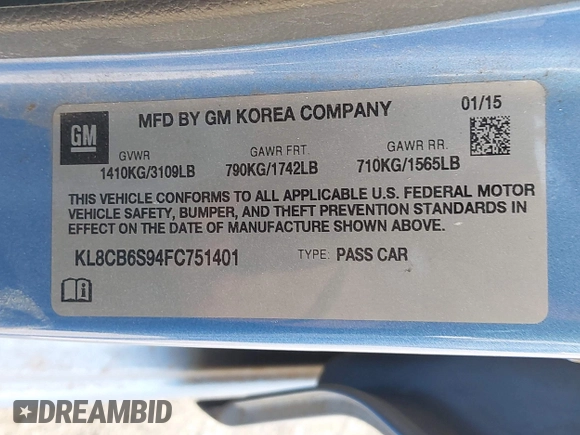 GM
MFD BY GM KOREA COMPANY
01/15
GVWR
GAWR FRT.
GAWR RR.
1410KG/3109LB
790KG/1742LB
710KG/1565LB
THIS VEHICLE CONFORMS TO ALL APPLICABLE U.S. FEDERAL MOTOR
VEHICLE SAFETY, BUMPER, AND THEFT PREVENTION STANDARDS IN
EFFECT ON THE DATE OF MANUFACTURE SHOWN ABOVE.
KL8CB6S94FC751401
TYPE: PASS CAR
DREAMBID